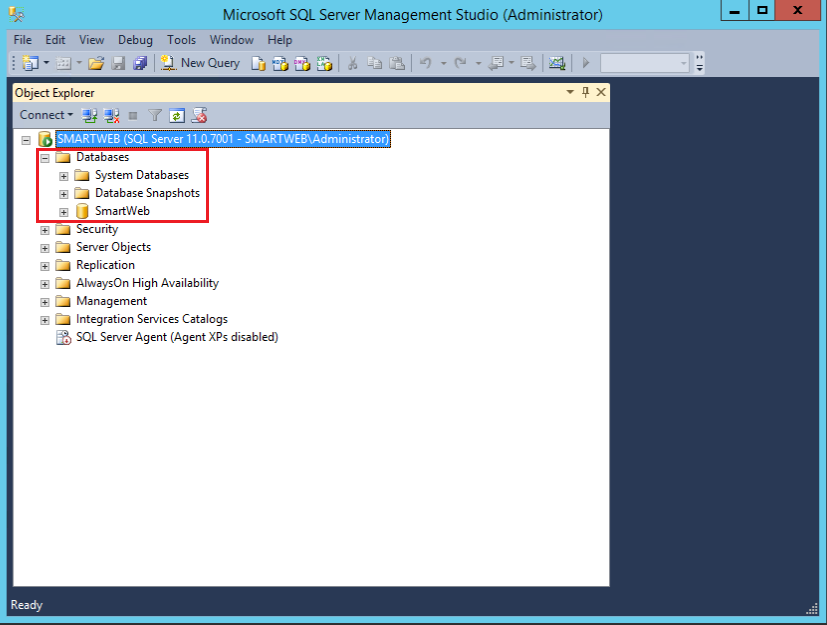 Microsoft SQL Server Management Studio (Administrator)
File Edit View Debug Tools Window Help
New Query
Object Explorer
Connect
SMARTWEB (SQL Server 11.0.7001 - SMARTWEB\Administrator)
Databases
System Databases
Database Snapshots
SmartWeb
Security
Server Objects
Replication
AlwaysOn High Availability
Management
Integration Services Catalogs
SQL Server Agent (Agent XPs disabled)
Ready